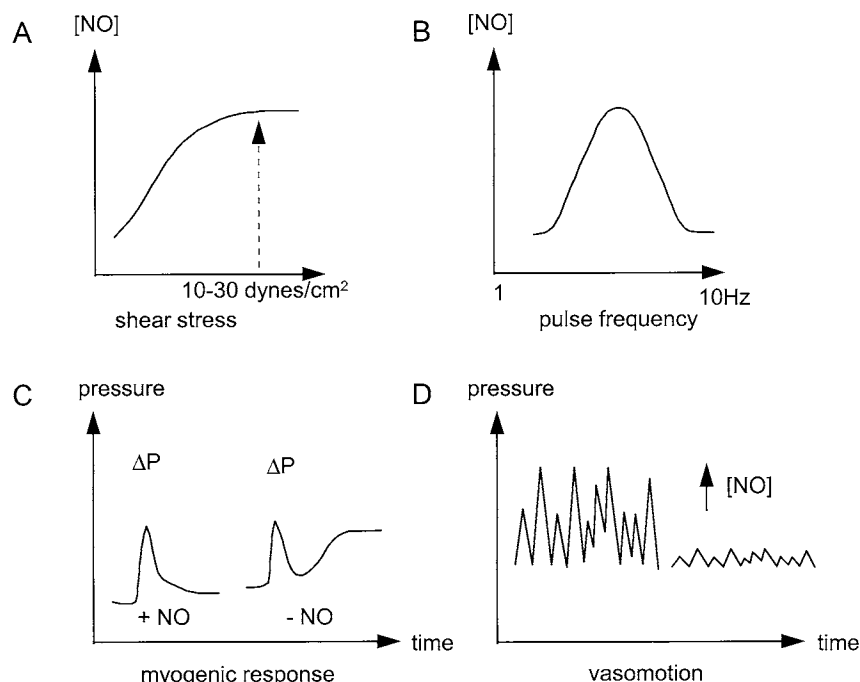 A
[NO]
10-30 dynes/cm²
shear stress
B
[NO]
1
10Hz
pulse frequency
C
pressure
ΔP
ΔP
+ NO
- NO
time
myogenic response
D
pressure
[NO]
time
vasomotion